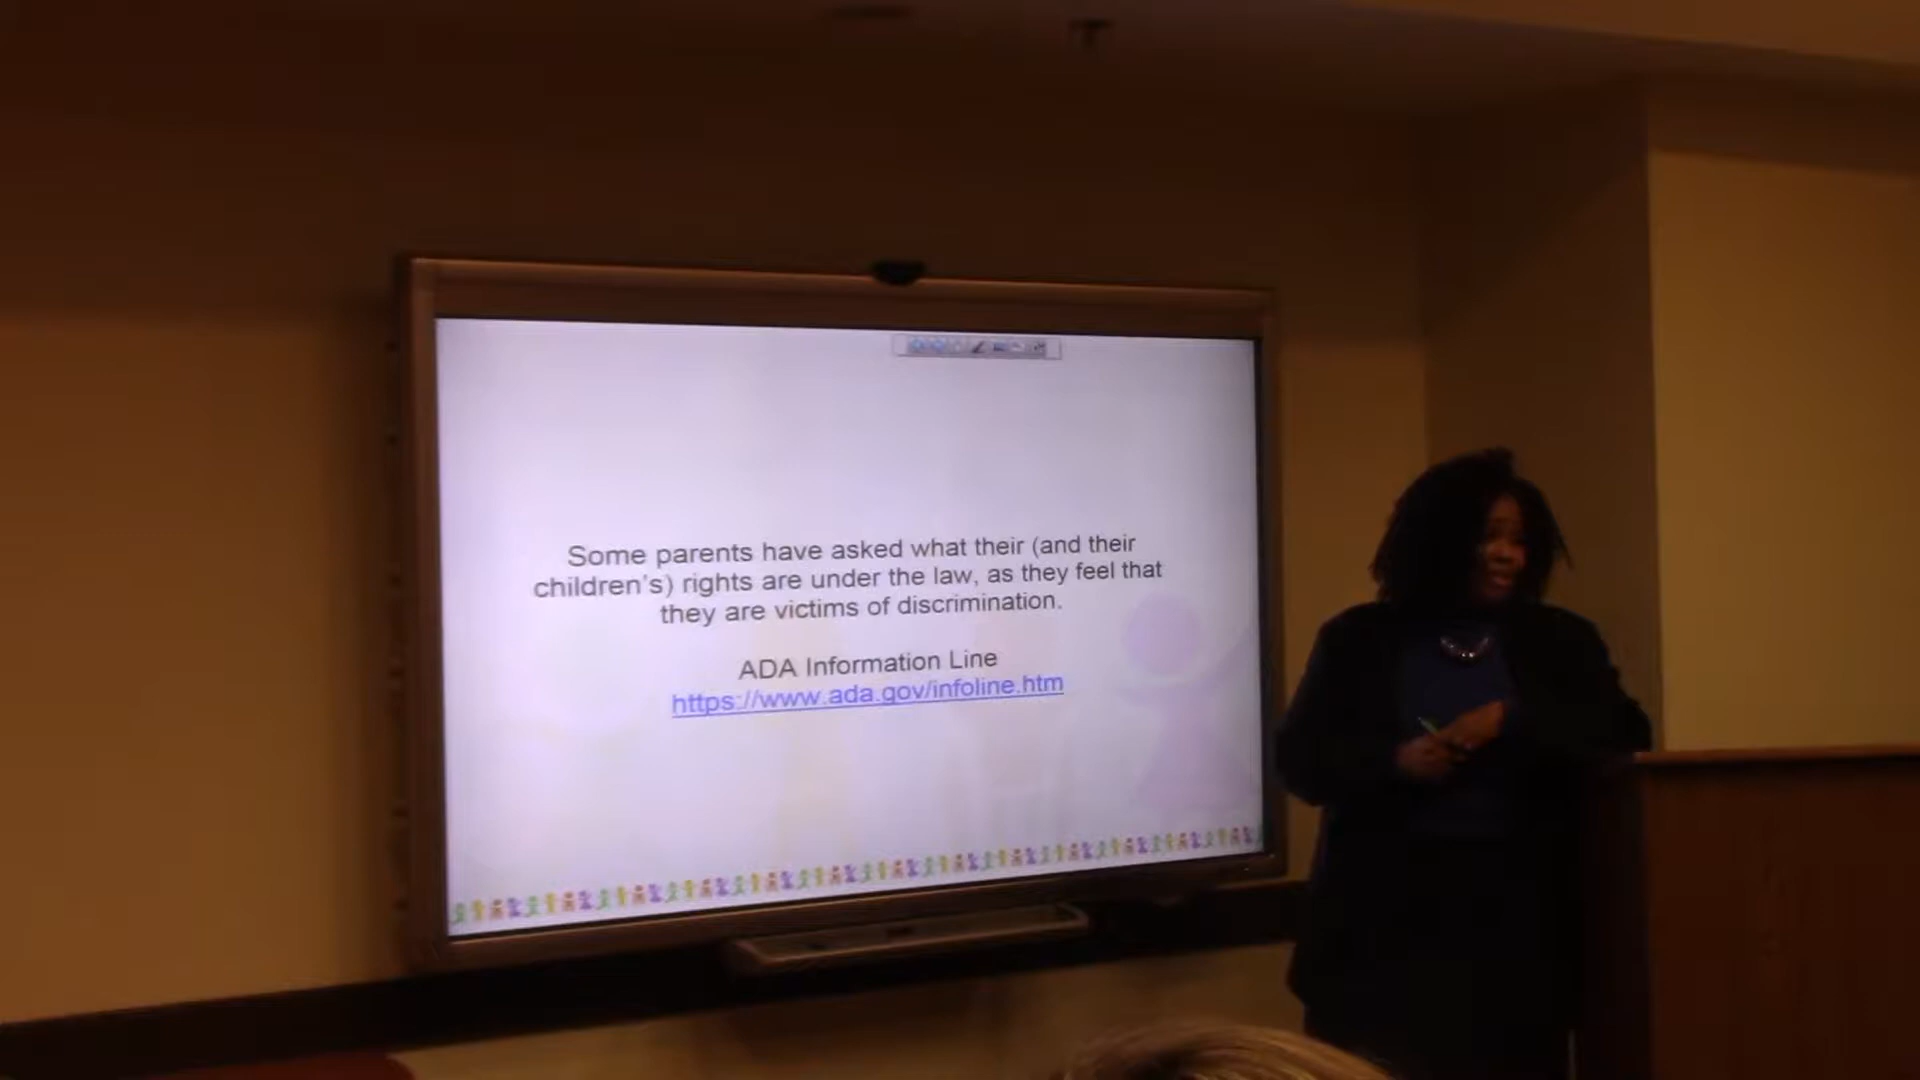 Some parents have asked what their (and their
children's) rights are under the law, as they feel that
they are victims of discrimination.
ADA Information Line
https://www.ada.gov/infoline.htm